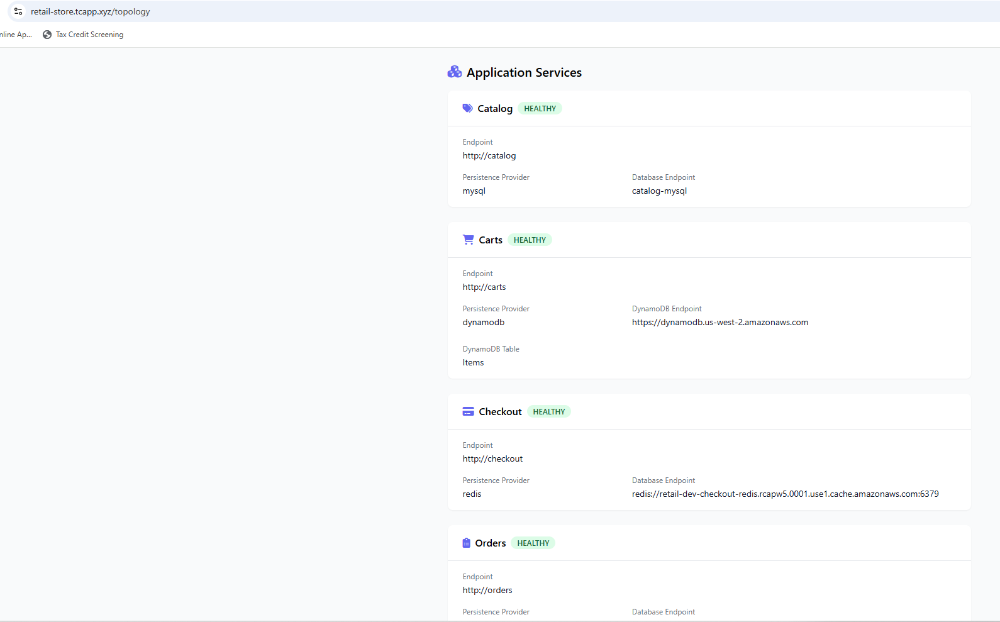 retail-store.tcapp.xyz/topology
nline Ap...
Tax Credit Screening
Application Services
Catalog HEALTHY
Endpoint
http://catalog
Persistence Provider Database Endpoint
mysql catalog-mysql
Carts HEALTHY
Endpoint
http://carts
Persistence Provider DynamoDB Endpoint
dynamodb https://dynamodb.us-west-2.amazonaws.com
DynamoDB Table
Items
Checkout HEALTHY
Endpoint
http://checkout
Persistence Provider Database Endpoint
redis redis://retail-dev-checkout-redis.rcapw5.0001.use1.cache.amazonaws.com:6379
Orders HEALTHY
Endpoint
http://orders
Persistence Provider Database Endpoint